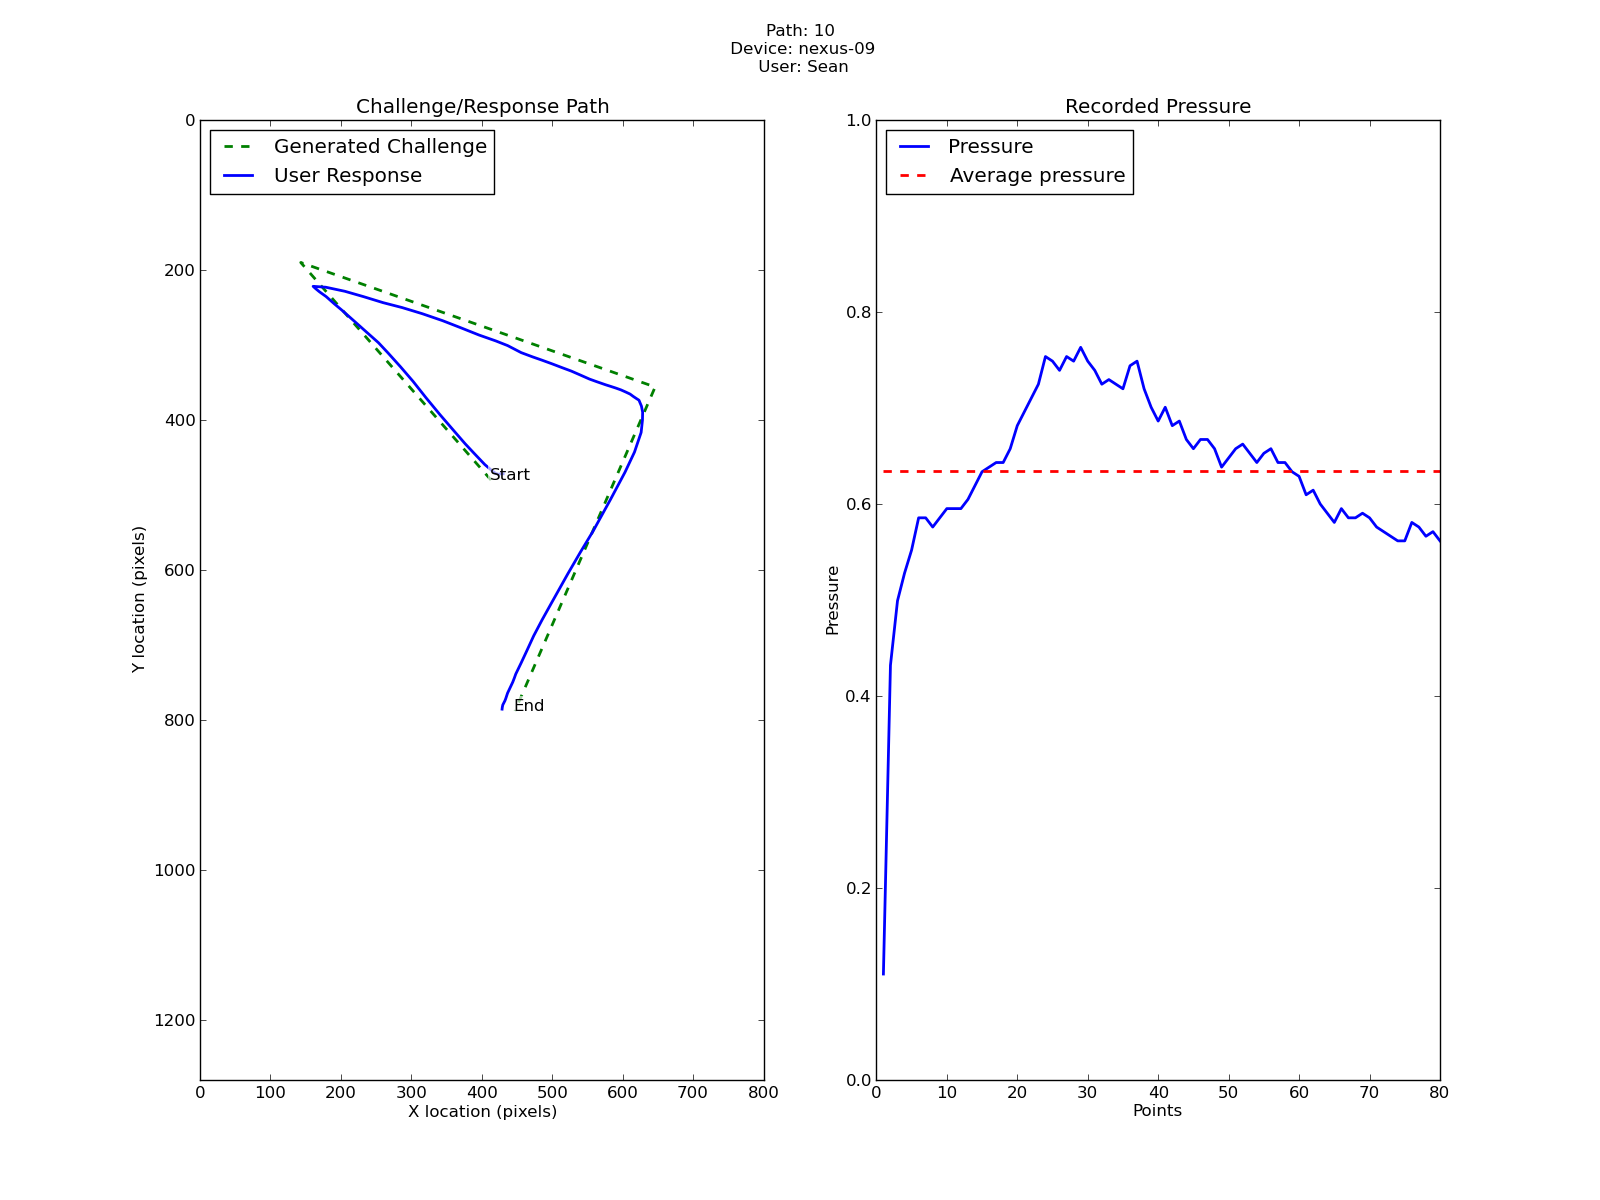 Path: 10
Device: nexus-09
User: Sean
Challenge/Response Path
Generated Challenge
User Response
0
200
400
600
800
1000
1200
Y location (pixels)
Start
End
0 100 200 300 400 500 600 700 800
X location (pixels)
Recorded Pressure
Pressure
Average pressure
1.0
0.8
0.6
0.4
0.2
0.0
Pressure
0 10 20 30 40 50 60 70 80
Points